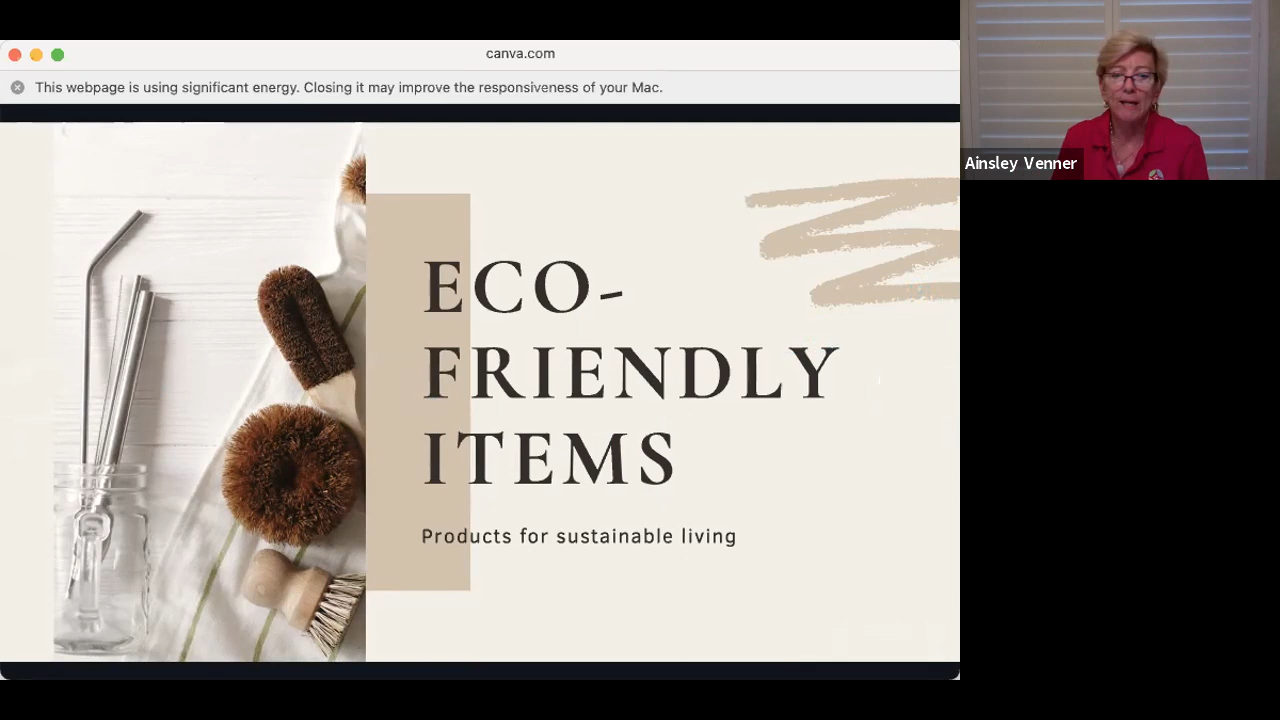 canva.com
This webpage is using significant energy. Closing it may improve the responsiveness of your Mac.
ECO-
FRIENDLY
ITEMS
Products for sustainable living
Ainsley Venner